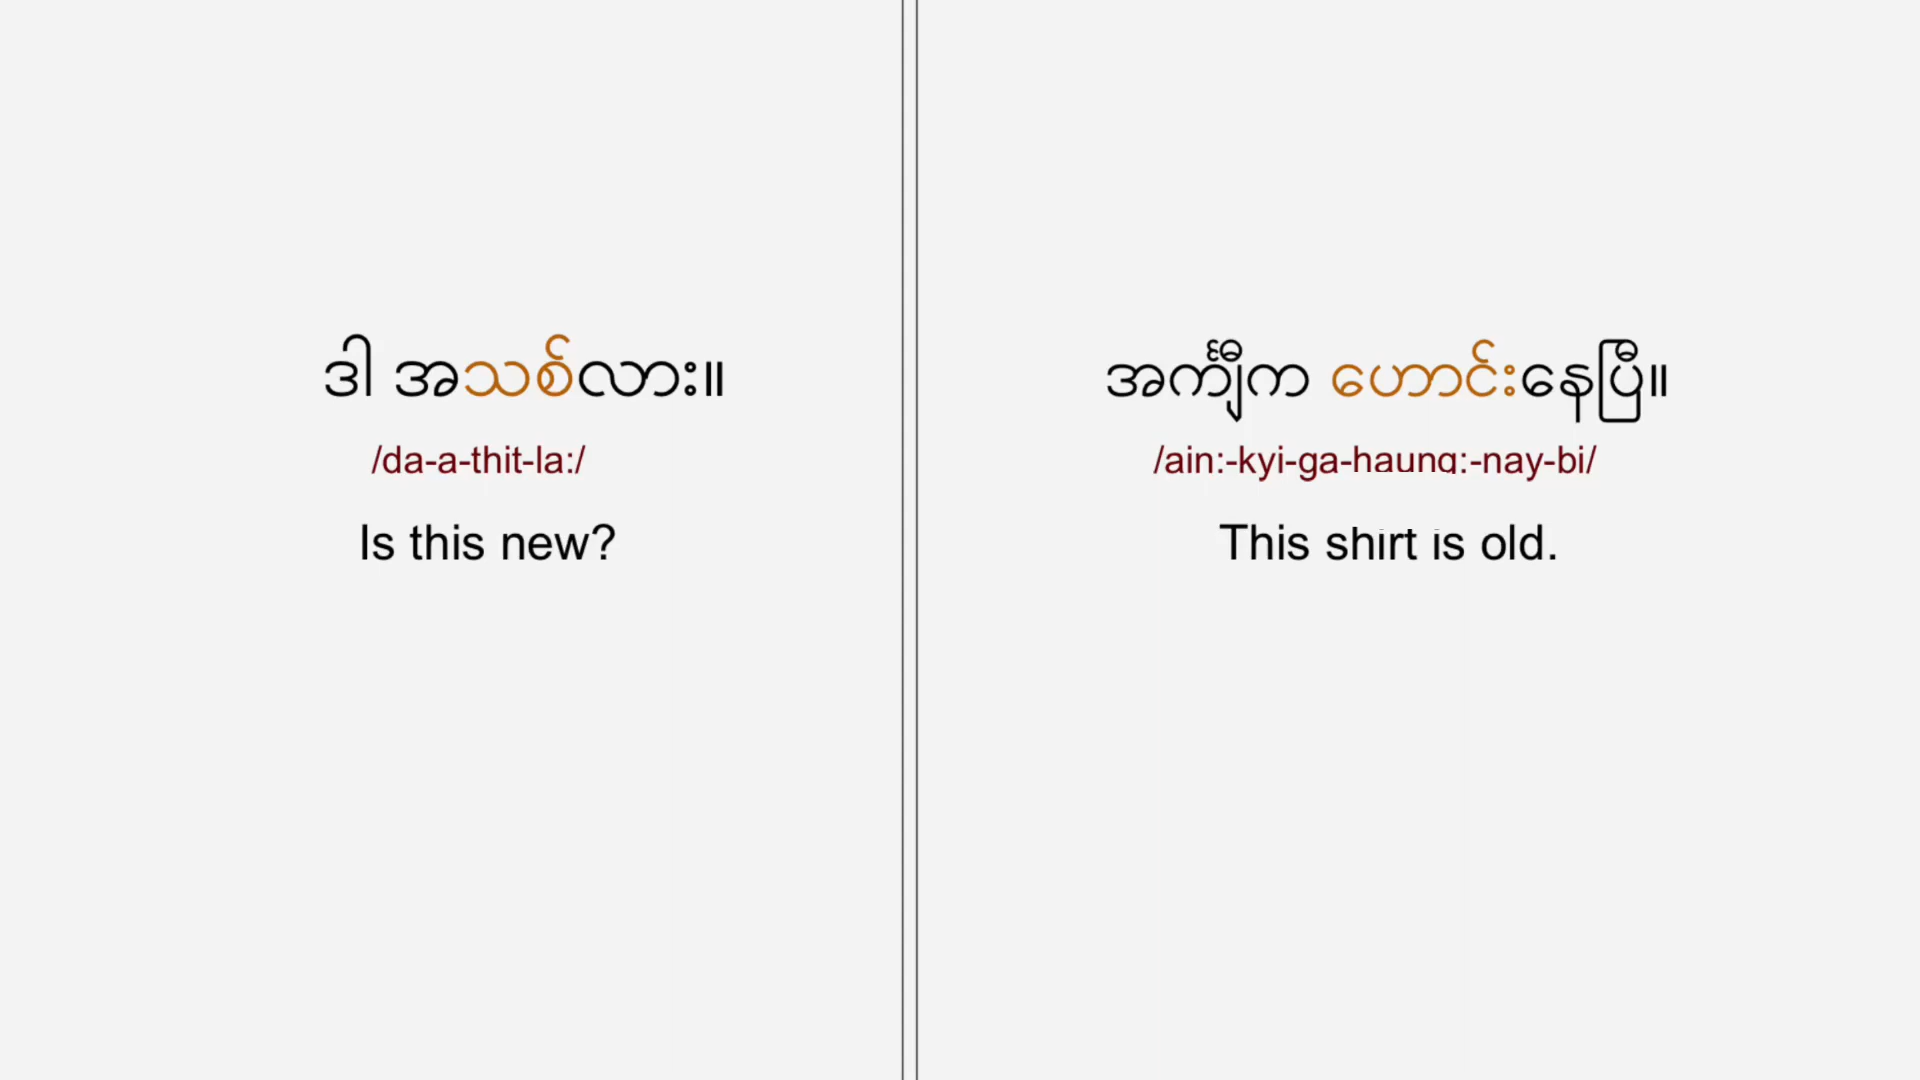 ဒါ အသစ်လား။
/da-a-thit-la:/
Is this new?
အင်္ကျီက ဟောင်းနေပြီ။
/ain:-kyi-ga-haung:-nay-bi/
This shirt is old.